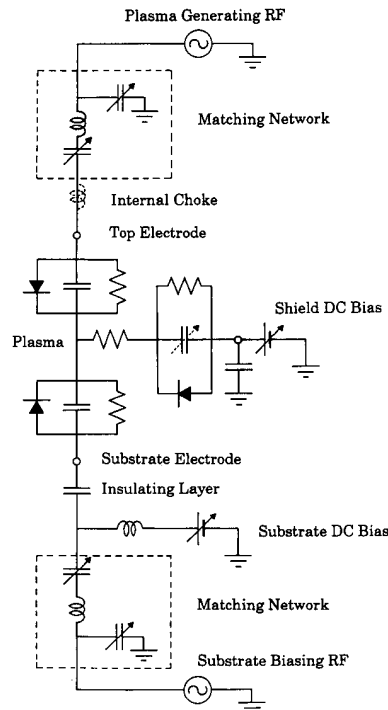 Plasma Generating RF
Matching Network
Internal Choke
Top Electrode
Shield DC Bias
Plasma
Substrate Electrode
Insulating Layer
Substrate DC Bias
Matching Network
Substrate Biasing RF